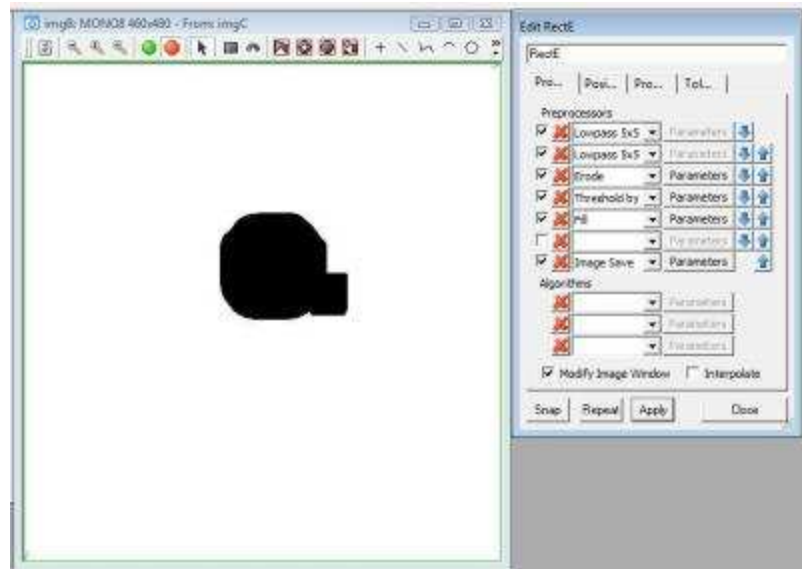 imgB: MONO8 460x480 - From: imgC
Edit RectE
RectE
Pro...
Posi...
Pro...
Tol...
Preprocessors
Lowpass 5x5 Parameters
Lowpass 5x5 Parameters
Erode Parameters
Threshold by Parameters
Fill Parameters
Parameters
Image Save Parameters
Algorithms
Parameters
Parameters
Parameters
Modify Image Window Interpolate
Snap Repeat Apply Close